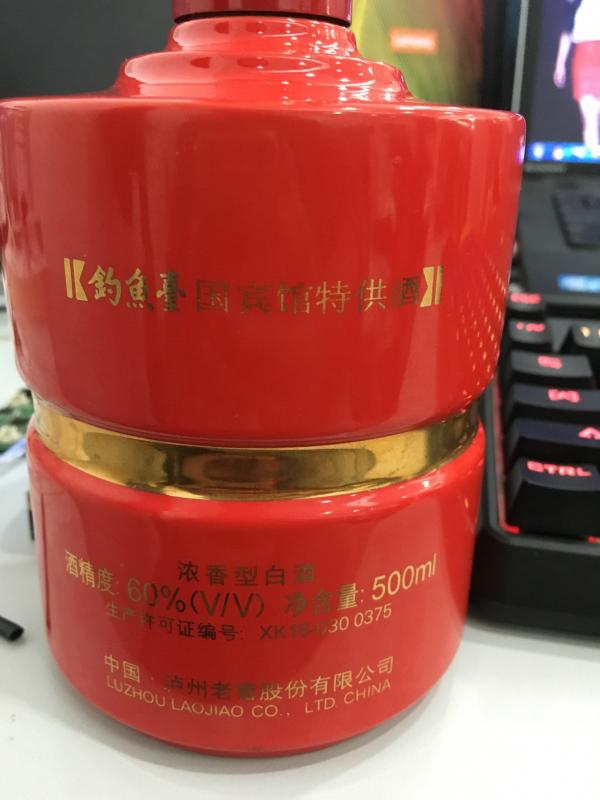 Lenovo
【釣魚臺国宾馆特供酒】
浓香型白酒
酒精度: 60%(V/V) 净含量: 500ml
生产许可证编号: XK16-030 0375
中国·泸州老窖股份有限公司
LUZHOU LAOJIAO CO., LTD. CHINA
CTRL